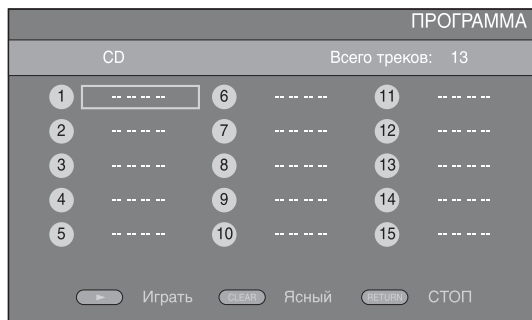 ПРОГРАММА
CD Всего треков: 13
1 -- -- -- -- 6 -- -- -- -- 11 -- -- -- --
2 -- -- -- -- 7 -- -- -- -- 12 -- -- -- --
3 -- -- -- -- 8 -- -- -- -- 13 -- -- -- --
4 -- -- -- -- 9 -- -- -- -- 14 -- -- -- --
5 -- -- -- -- 10 -- -- -- -- 15 -- -- -- --
Играть CLEAR Ясный RETURN СТОП